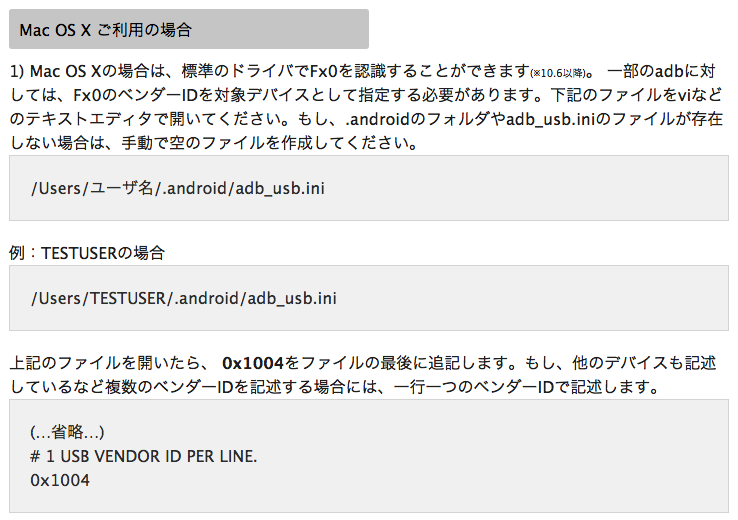 Mac OS X ご利用の場合
1) Mac OS Xの場合は、標準のドライバでFx0を認識することができます(※10.6以降)。 一部のadbに対
しては、Fx0のベンダーIDを対象デバイスとして指定する必要があります。下記のファイルをviなど
のテキストエディタで開いてください。もし、.androidのフォルダやadb_usb.iniのファイルが存在
しない場合は、手動で空のファイルを作成してください。
/Users/ユーザ名/.android/adb_usb.ini
例：TESTUSERの場合
/Users/TESTUSER/.android/adb_usb.ini
上記のファイルを開いたら、 0x1004をファイルの最後に追記します。もし、他のデバイスも記述
しているなど複数のベンダーIDを記述する場合には、一行一つのベンダーIDで記述します。
(...省略...)
# 1 USB VENDOR ID PER LINE.
0x1004